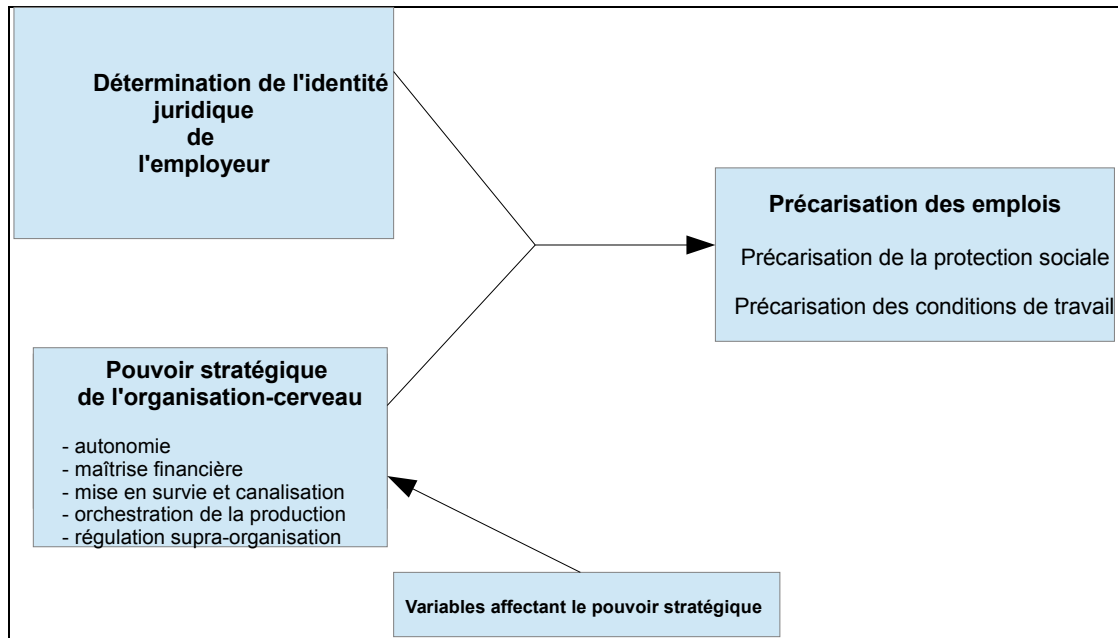 Détermination de l'identité
juridique
de
l'employeur
Précarisation des emplois
Précarisation de la protection sociale
Précarisation des conditions de travail
Pouvoir stratégique
de l'organisation-cerveau
- autonomie
- maîtrise financière
- mise en survie et canalisation
- orchestration de la production
- régulation supra-organisation
Variables affectant le pouvoir stratégique